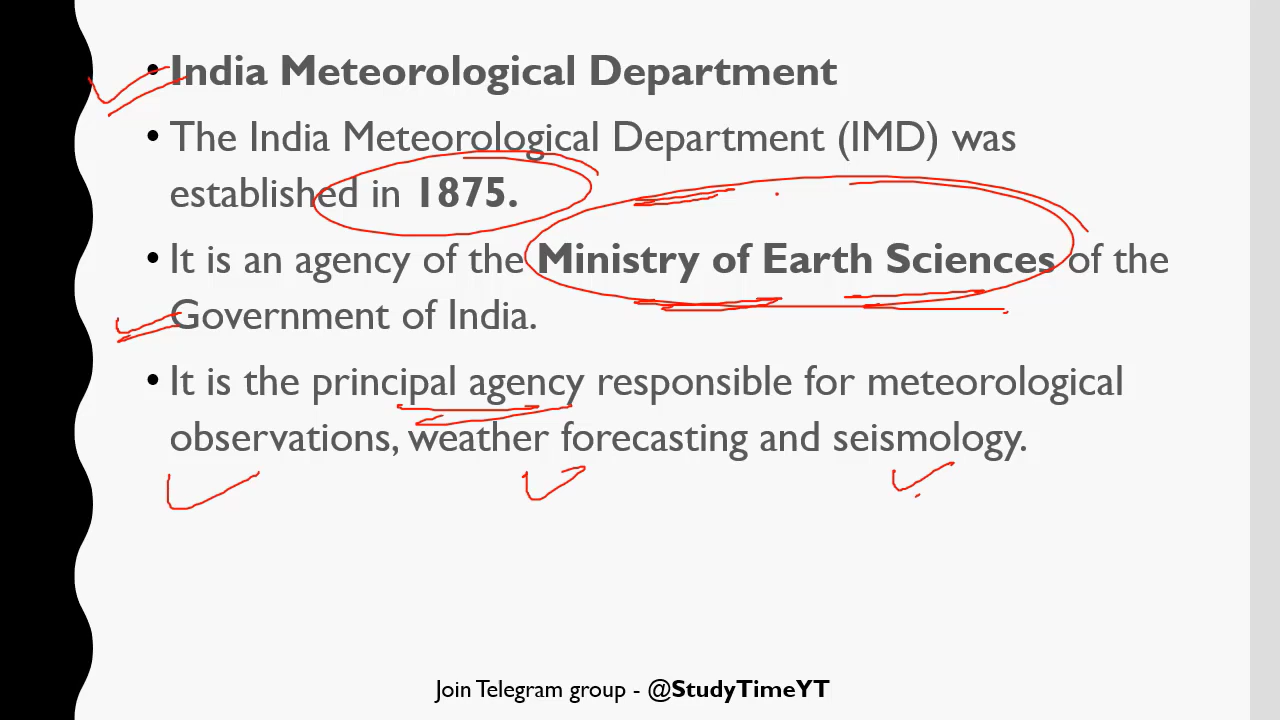 • India Meteorological Department
• The India Meteorological Department (IMD) was
established in 1875.
• It is an agency of the Ministry of Earth Sciences of the
Government of India.
• It is the principal agency responsible for meteorological
observations, weather forecasting and seismology.
Join Telegram group - @StudyTimeYT